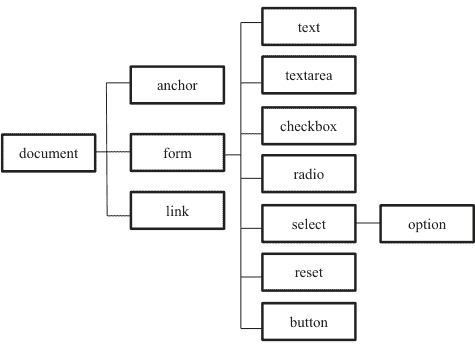 text
textarea
anchor
checkbox
document
form
radio
link
select
option
reset
button